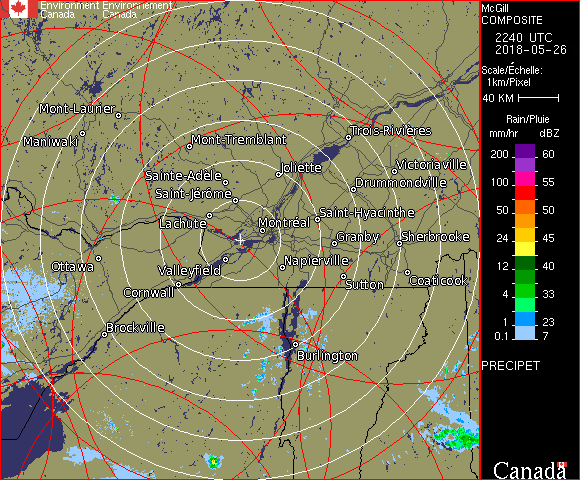 Environment Environnement
Canada Canada
McGill
COMPOSITE
2240 UTC
2018-05-26
Scale/Échelle:
1km/Pixel
40 KM
Rain/Pluie
mm/hr dBZ
200 60
100 55
50 50
24 45
12 40
4 33
1 23
0.1 7
PRECIPET
Canada
Mont-Laurier
Maniwaki
Mont-Tremblant
Trois-Rivières
Joliette
Victoriaville
Sainte-Adèle
Drummondville
Saint-Jérôme
Saint-Hyacinthe
Lachute
Montréal
Granby
Sherbrooke
Ottawa
Valleyfield
Napierville
Cornwall
Sutton
Coaticook
Brockville
Burlington